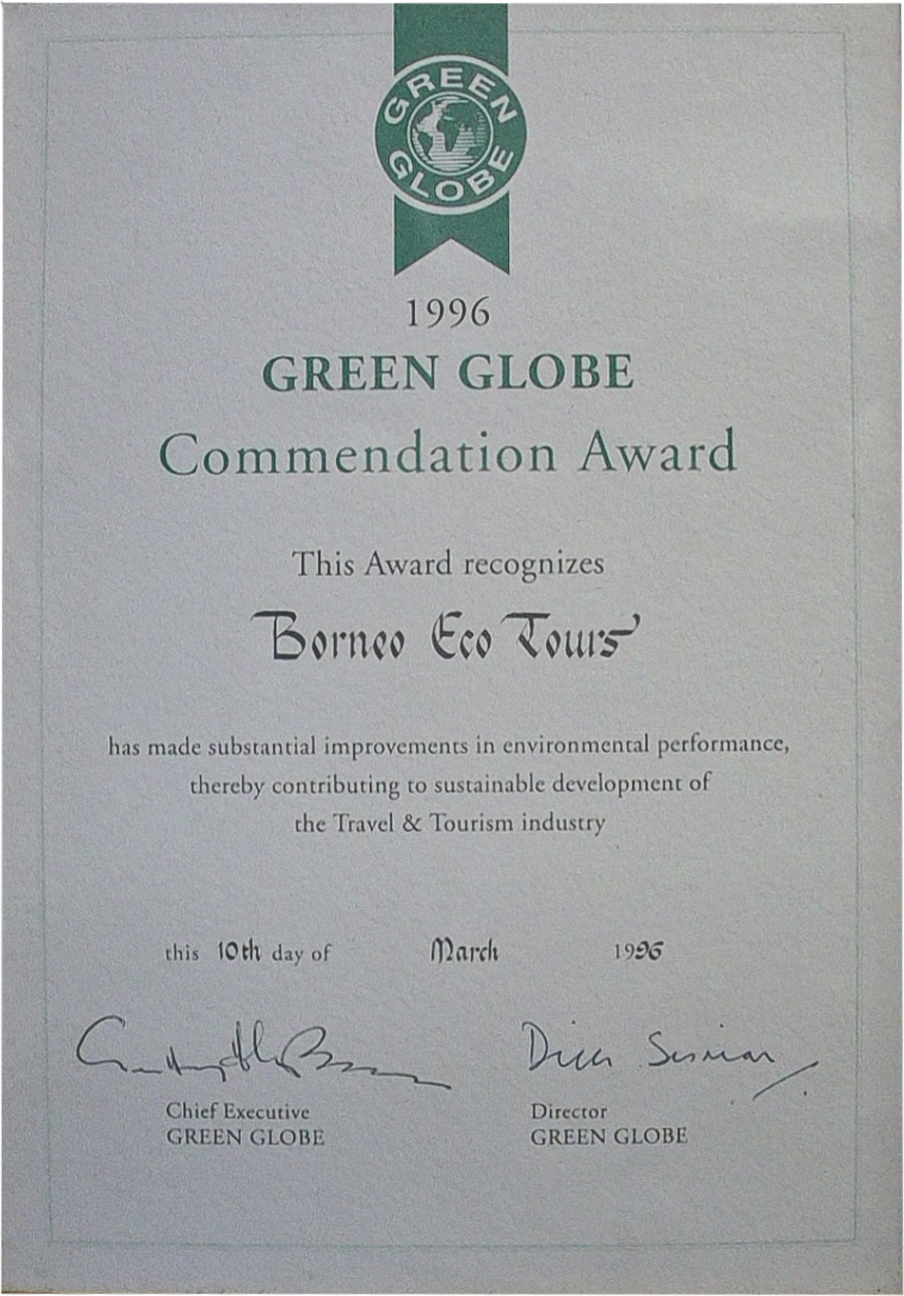 GREEN
GLOBE
1996
GREEN GLOBE
Commendation Award
This Award recognizes
Borneo Eco Tours
has made substantial improvements in environmental performance,
thereby contributing to sustainable development of
the Travel & Tourism industry
this 10th day of March 1996
Chief Executive Director
GREEN GLOBE GREEN GLOBE